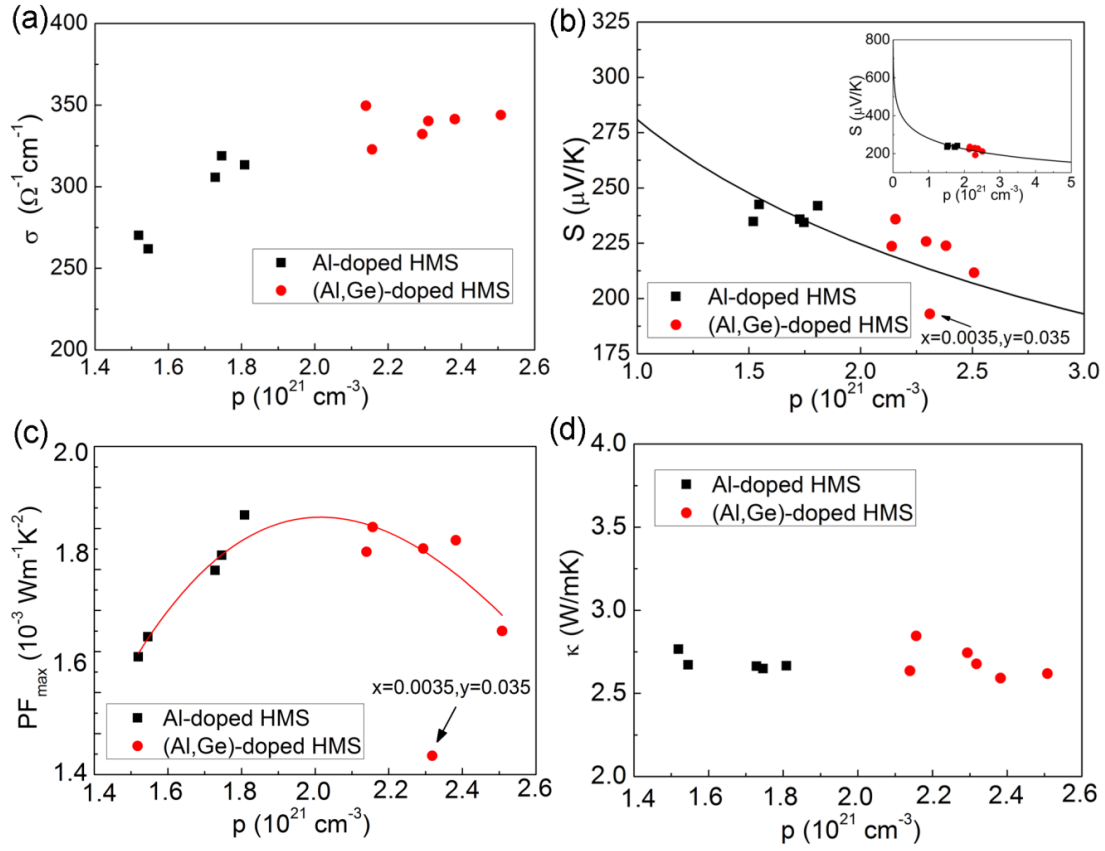 (a)
400
350
300
250
200
σ (Ω⁻¹cm⁻¹)
Al-doped HMS
(Al,Ge)-doped HMS
1.4 1.6 1.8 2.0 2.2 2.4 2.6
p (10²¹ cm⁻³)
(b)
325
300
275
250
225
200
175
S (μV/K)
800
600
400
200
S (μV/K)
0 1 2 3 4 5
p (10²¹ cm⁻³)
Al-doped HMS
(Al,Ge)-doped HMS
x=0.0035,y=0.035
1.0 1.5 2.0 2.5 3.0
p (10²¹ cm⁻³)
(c)
2.0
1.8
1.6
1.4
PFmax (10⁻³ Wm⁻¹K⁻²)
x=0.0035,y=0.035
Al-doped HMS
(Al,Ge)-doped HMS
1.4 1.6 1.8 2.0 2.2 2.4 2.6
p (10²¹ cm⁻³)
(d)
4.0
3.5
3.0
2.5
2.0
κ (W/mK)
Al-doped HMS
(Al,Ge)-doped HMS
1.4 1.6 1.8 2.0 2.2 2.4 2.6
p (10²¹ cm⁻³)